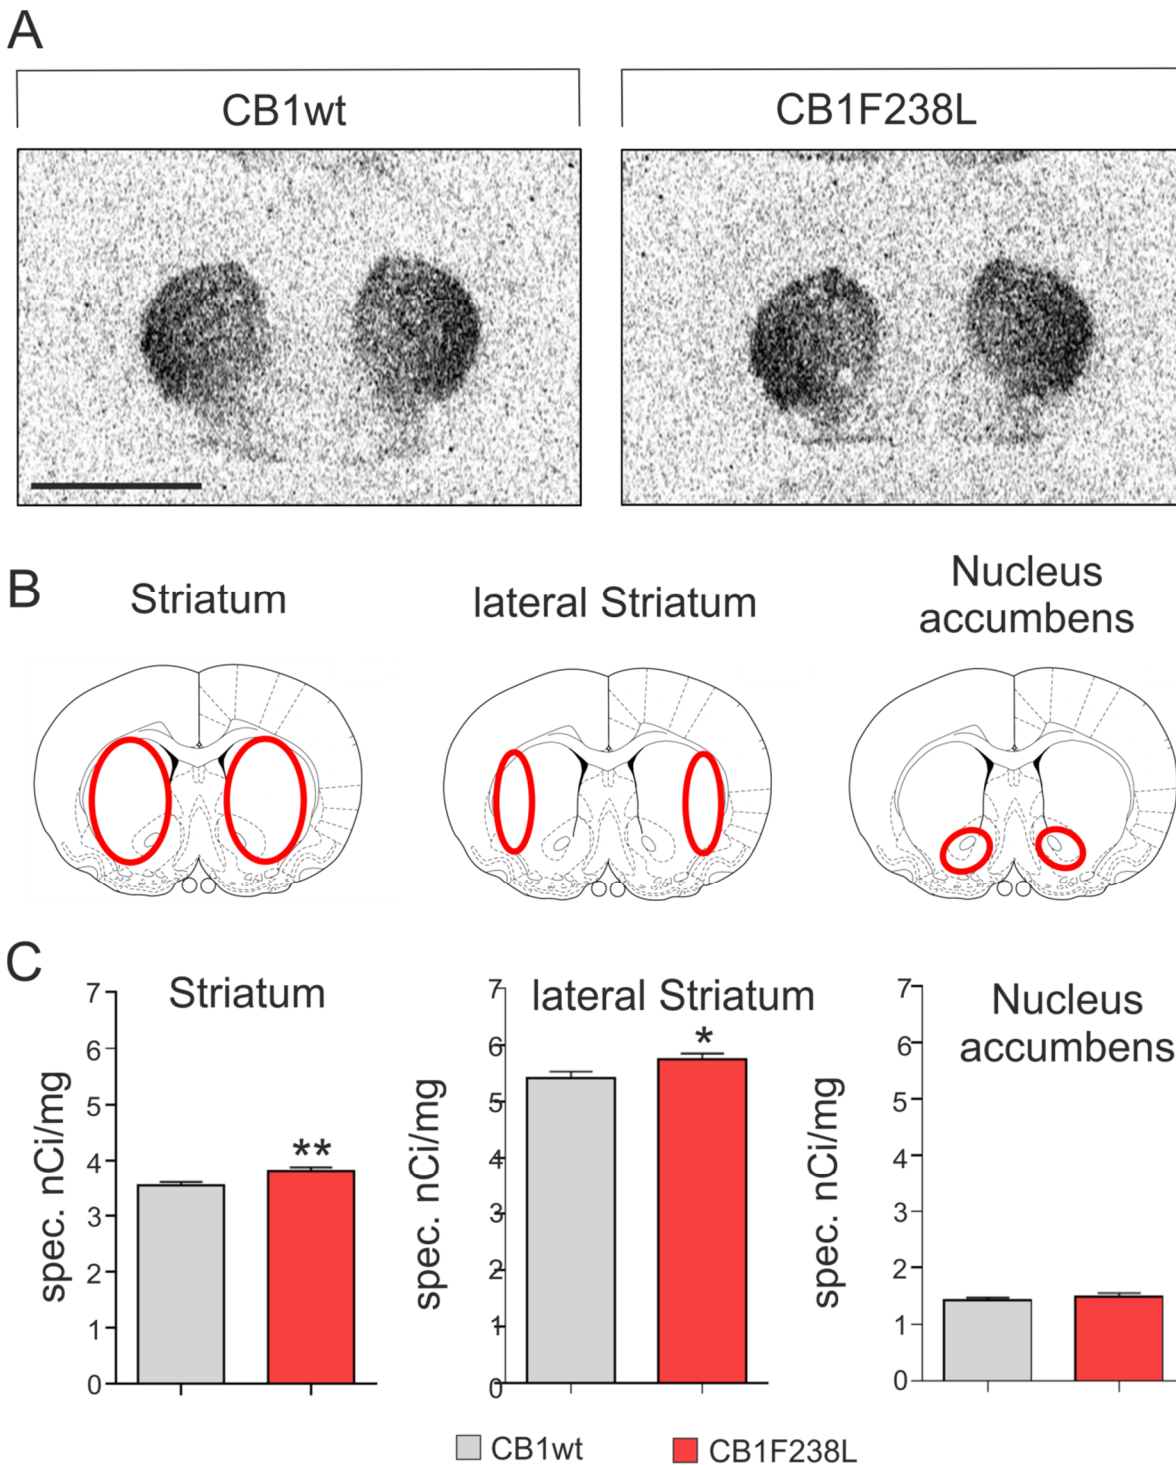 A
CB1wt
CB1F238L
B
Striatum
lateral Striatum
Nucleus
accumbens
C
Striatum
spec. nCi/mg
7
6
5
4
3
2
1
0
**
lateral Striatum
spec. nCi/mg
7
6
5
4
3
2
1
0
*
Nucleus
accumbens
spec. nCi/mg
7
6
5
4
3
2
1
0
CB1wt
CB1F238L